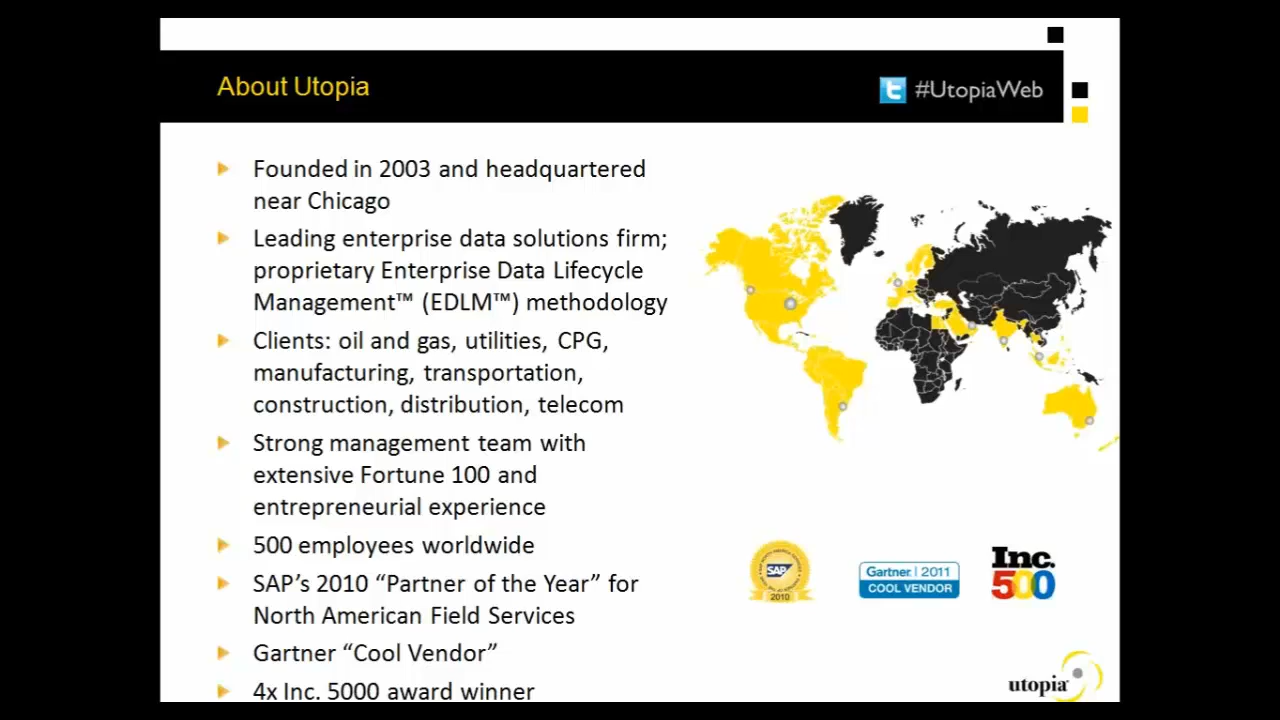 About Utopia
#UtopiaWeb
Founded in 2003 and headquartered
near Chicago
Leading enterprise data solutions firm;
proprietary Enterprise Data Lifecycle
Management™ (EDLM™) methodology
Clients: oil and gas, utilities, CPG,
manufacturing, transportation,
construction, distribution, telecom
Strong management team with
extensive Fortune 100 and
entrepreneurial experience
500 employees worldwide
SAP’s 2010 “Partner of the Year” for
North American Field Services
Gartner “Cool Vendor”
4x Inc. 5000 award winner
SAP
2010
Gartner | 2011
COOL VENDOR
Inc.
500
utopia